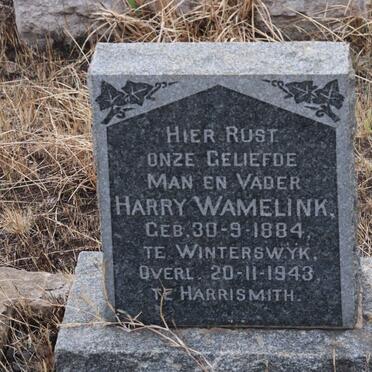 HIER RUST
ONZE GELIEFDE
MAN EN VADER
HARRY WAMELINK,
GEB. 30-9-1884,
TE WINTERSWYK.
OVERL. 20-11-1943,
TE HARRISMITH.